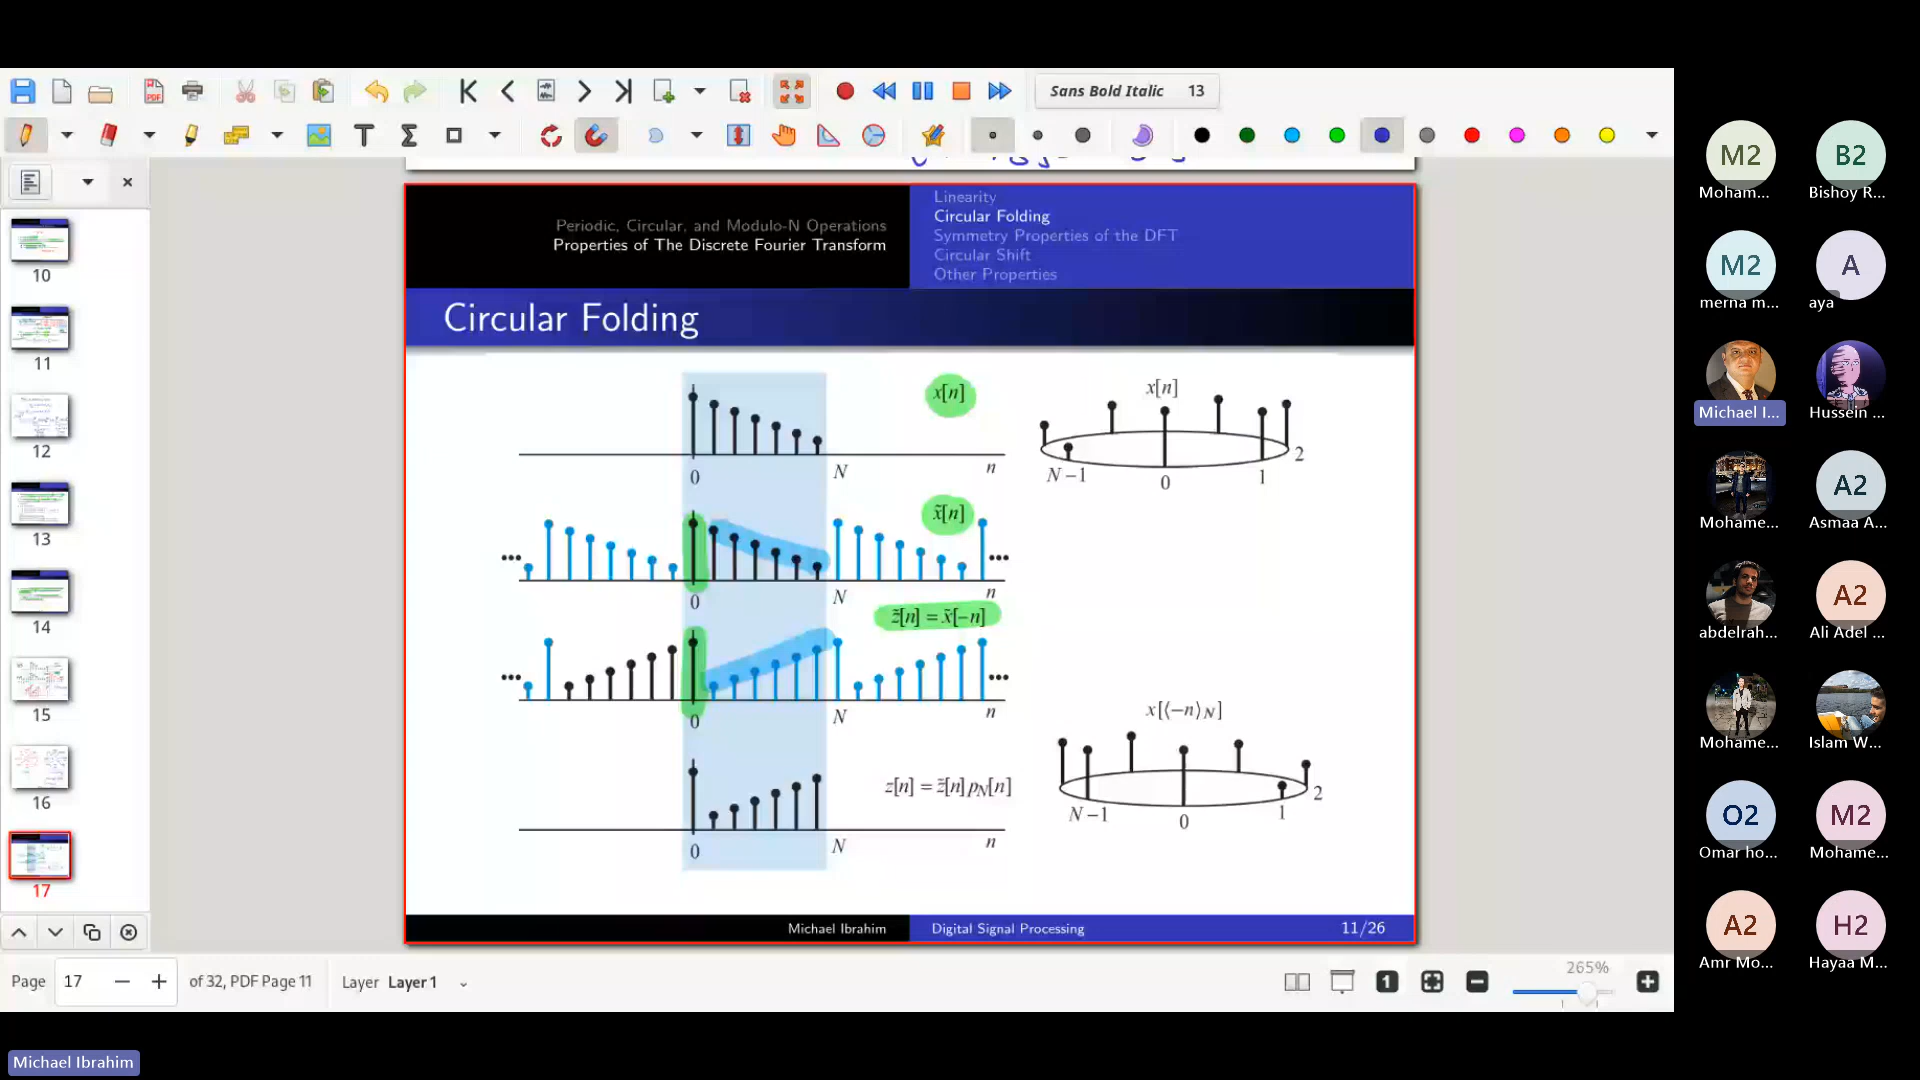 Sans Bold Italic 13
Periodic, Circular, and Modulo-N Operations
Properties of The Discrete Fourier Transform
Linearity
Circular Folding
Symmetry Properties of the DFT
Circular Shift
Other Properties
Circular Folding
x[n]
0 N n
x[n]
N−1 0 1 2
x̃[n]
... ...
0 N n
z̃[n] = x̃[−n]
... ...
0 N n
x[⟨−n⟩N]
N−1 0 1 2
z[n] = z̃[n] pN[n]
0 N n
Michael Ibrahim Digital Signal Processing 11/26
10
11
12
13
14
15
16
17
Page 17 of 32, PDF Page 11 Layer Layer 1
1
265%
M2
Moham...
B2
Bishoy R...
M2
merna m...
A
aya
Michael I...
Hussein ...
Mohame...
A2
Asmaa A...
abdelrah...
A2
Ali Adel ...
Mohame...
Islam W...
O2
Omar ho...
M2
Mohame...
A2
Amr Mo...
H2
Hayaa M...
Michael Ibrahim